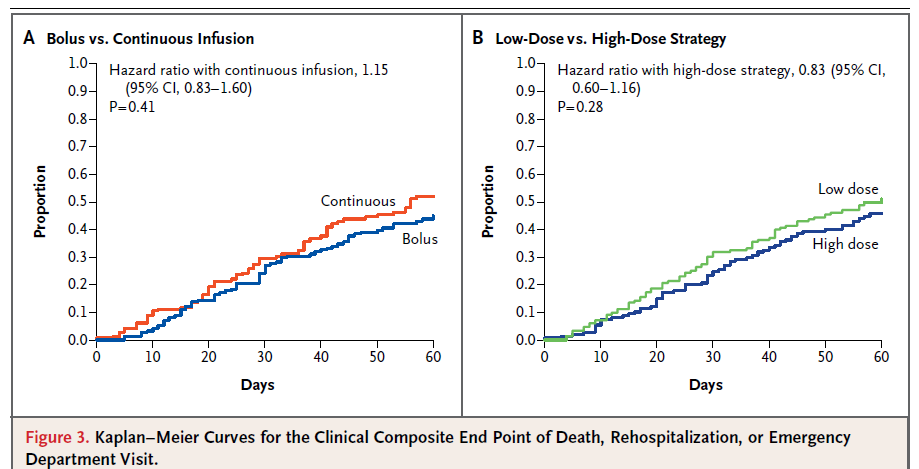 A Bolus vs. Continuous Infusion
Hazard ratio with continuous infusion, 1.15
(95% CI, 0.83–1.60)
P=0.41
Proportion
1.0
0.9
0.8
0.7
0.6
0.5
0.4
0.3
0.2
0.1
0.0
Continuous
Bolus
0 10 20 30 40 50 60
Days
B Low-Dose vs. High-Dose Strategy
Hazard ratio with high-dose strategy, 0.83 (95% CI,
0.60–1.16)
P=0.28
Proportion
1.0
0.9
0.8
0.7
0.6
0.5
0.4
0.3
0.2
0.1
0.0
Low dose
High dose
0 10 20 30 40 50 60
Days
Figure 3. Kaplan–Meier Curves for the Clinical Composite End Point of Death, Rehospitalization, or Emergency
Department Visit.